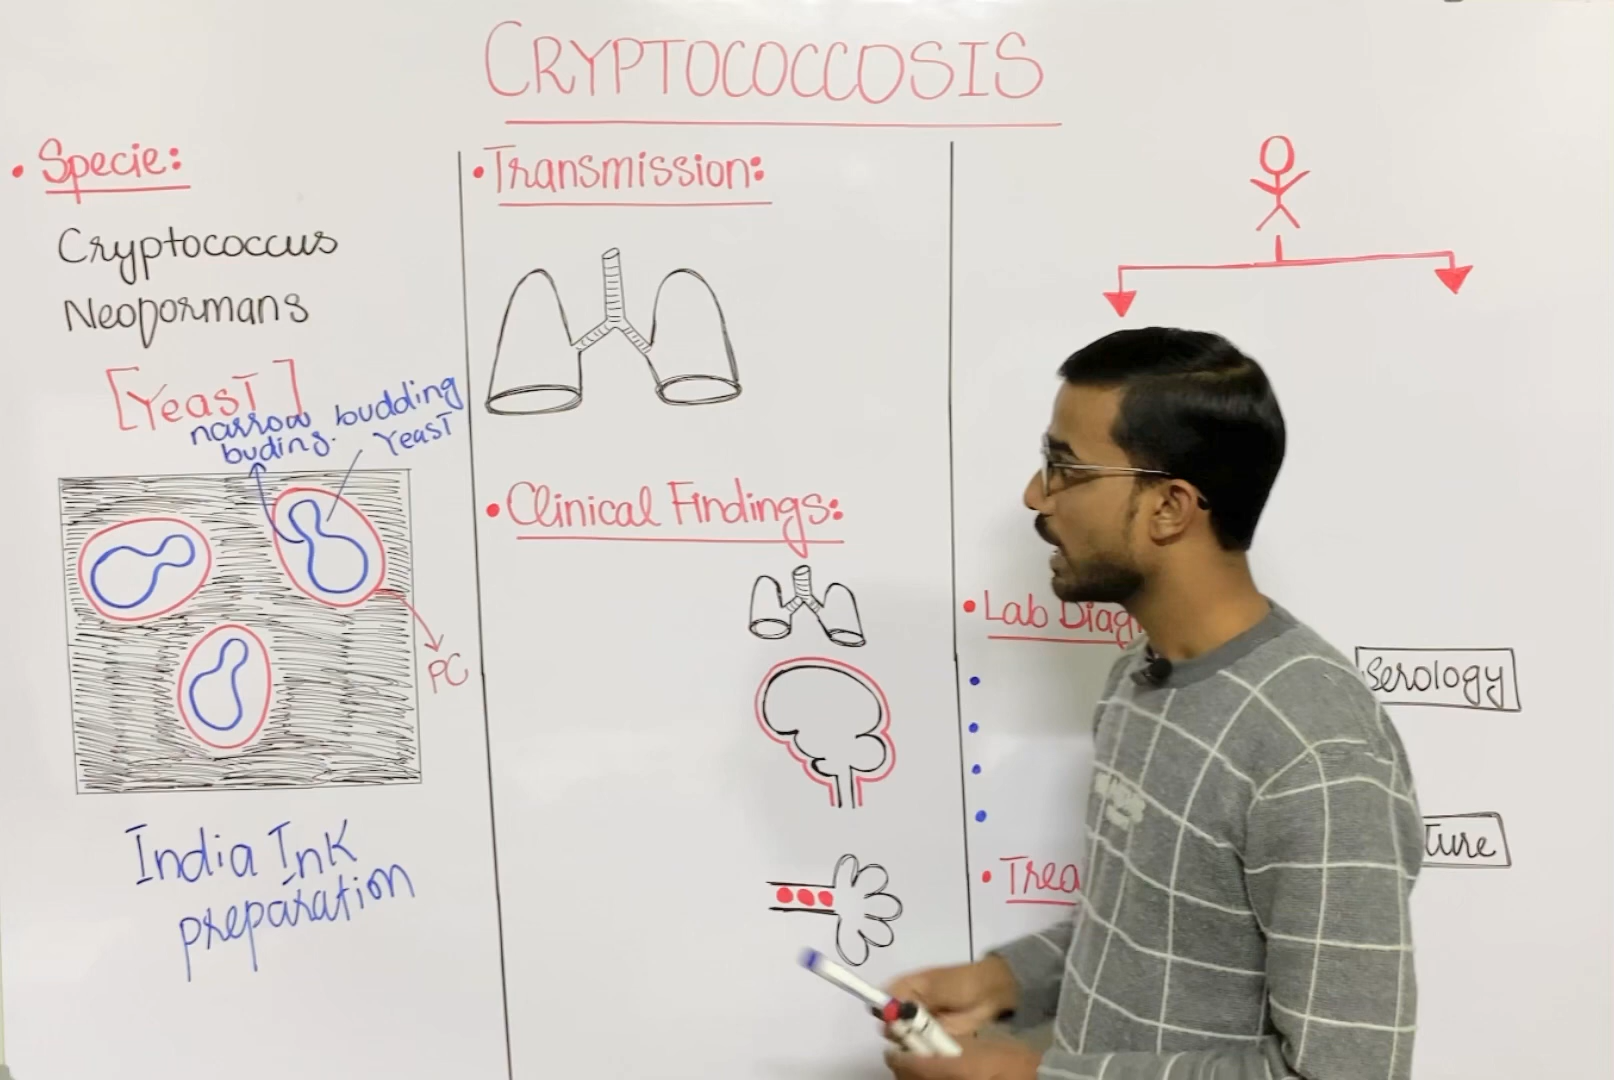 CRYPTOCOCCOSIS
• Specie:
Cryptococcus
Neoformans
[YeasT]
narrow
buding.
budding
YeasT
PC
India Ink
preparation
• Transmission:
• Clinical Findings:
• Lab Diag
Serology
Ture
• Trea